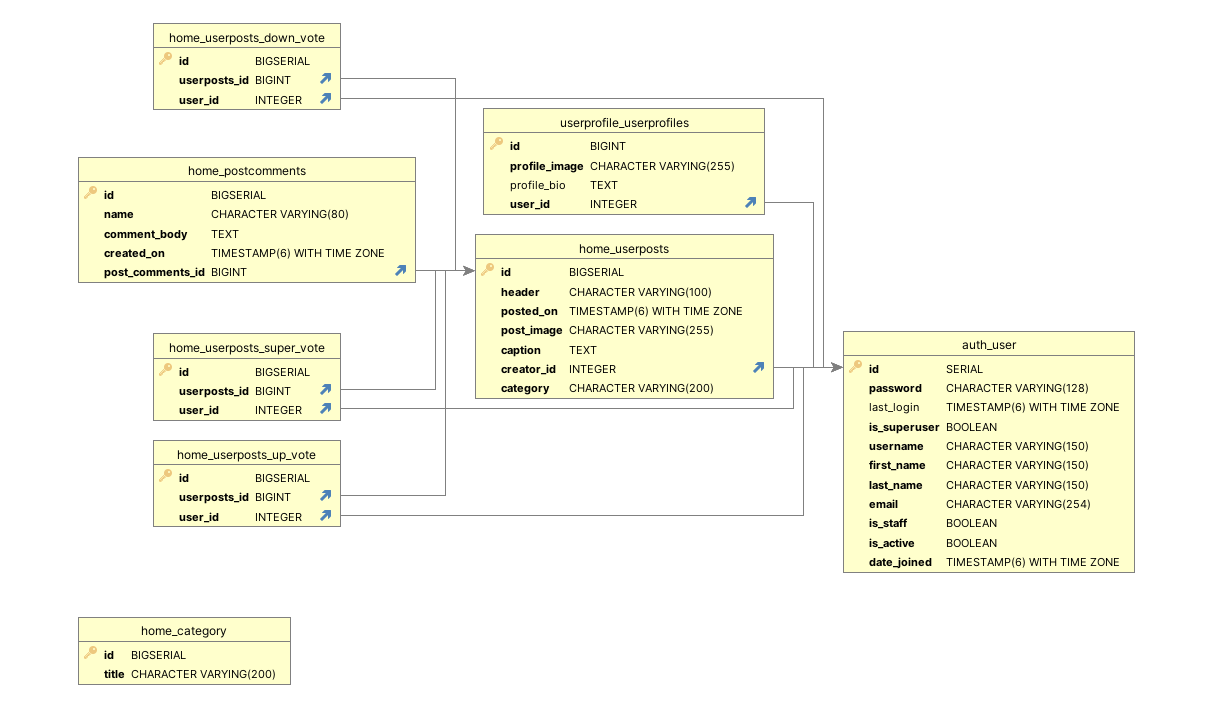 home_userposts_down_vote
id BIGSERIAL
userposts_id BIGINT
user_id INTEGER
userprofile_userprofiles
id BIGINT
profile_image CHARACTER VARYING(255)
profile_bio TEXT
user_id INTEGER
home_postcomments
id BIGSERIAL
name CHARACTER VARYING(80)
comment_body TEXT
created_on TIMESTAMP(6) WITH TIME ZONE
post_comments_id BIGINT
home_userposts
id BIGSERIAL
header CHARACTER VARYING(100)
posted_on TIMESTAMP(6) WITH TIME ZONE
post_image CHARACTER VARYING(255)
caption TEXT
creator_id INTEGER
category CHARACTER VARYING(200)
home_userposts_super_vote
id BIGSERIAL
userposts_id BIGINT
user_id INTEGER
auth_user
id SERIAL
password CHARACTER VARYING(128)
last_login TIMESTAMP(6) WITH TIME ZONE
is_superuser BOOLEAN
username CHARACTER VARYING(150)
first_name CHARACTER VARYING(150)
last_name CHARACTER VARYING(150)
email CHARACTER VARYING(254)
is_staff BOOLEAN
is_active BOOLEAN
date_joined TIMESTAMP(6) WITH TIME ZONE
home_userposts_up_vote
id BIGSERIAL
userposts_id BIGINT
user_id INTEGER
home_category
id BIGSERIAL
title CHARACTER VARYING(200)